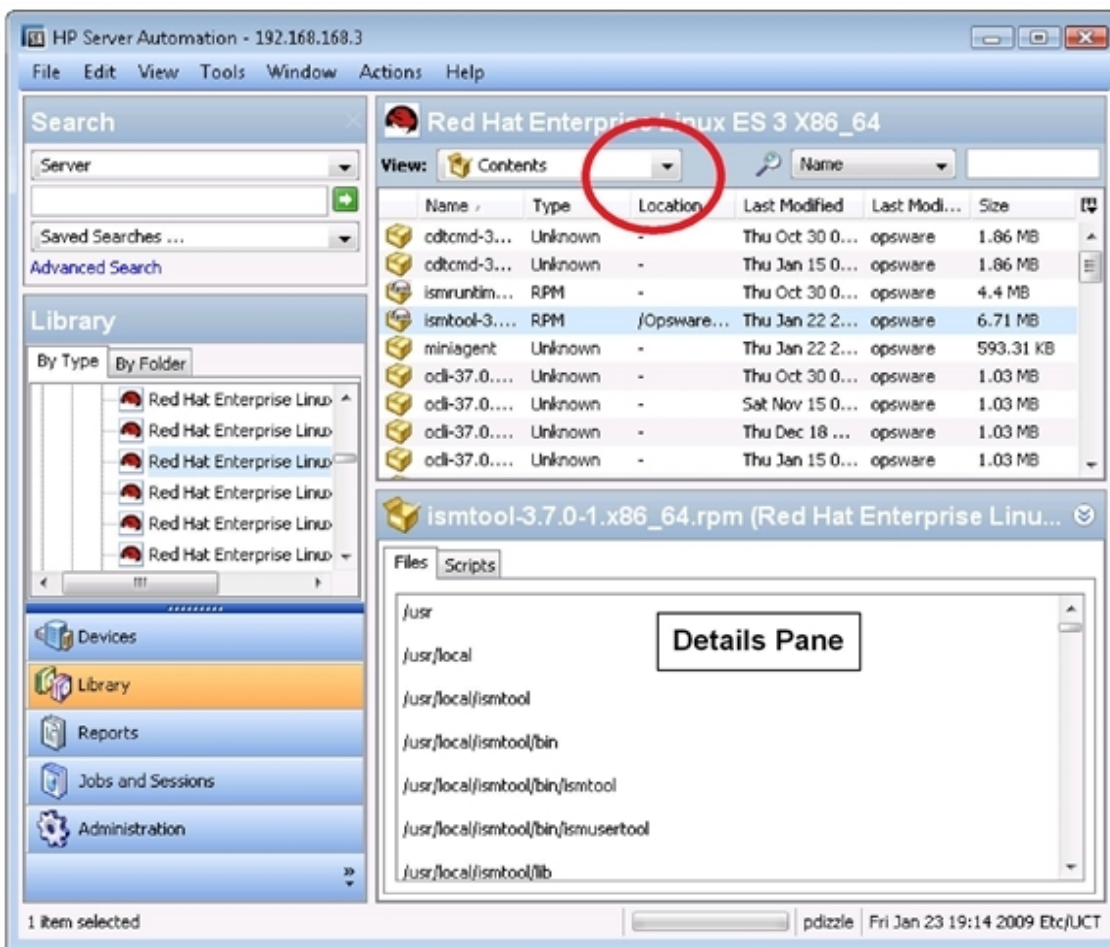 HP Server Automation - 192.168.168.3
File Edit View Tools Window Actions Help
Search
Server
Saved Searches ...
Advanced Search
Library
By Type By Folder
Red Hat Enterprise Linux
Red Hat Enterprise Linux
Red Hat Enterprise Linux
Red Hat Enterprise Linux
Red Hat Enterprise Linux
Red Hat Enterprise Linux
Devices
Library
Reports
Jobs and Sessions
Administration
Red Hat Enterprise Linux ES 3 X86_64
View: Contents Name
Name Type Location Last Modified Last Modi... Size
cdtcmd-3... Unknown - Thu Oct 30 0... opsware 1.86 MB
cdtcmd-3... Unknown - Thu Jan 15 0... opsware 1.86 MB
ismruntim... RPM - Thu Oct 30 0... opsware 4.4 MB
ismtool-3.... RPM /Opsware... Thu Jan 22 2... opsware 6.71 MB
miniagent Unknown - Thu Jan 22 2... opsware 593.31 KB
ocli-37.0.... Unknown - Thu Oct 30 0... opsware 1.03 MB
ocli-37.0.... Unknown - Sat Nov 15 0... opsware 1.03 MB
ocli-37.0.... Unknown - Thu Dec 18 ... opsware 1.03 MB
ocli-37.0.... Unknown - Thu Jan 15 0... opsware 1.03 MB
ismtool-3.7.0-1.x86_64.rpm (Red Hat Enterprise Linu...
Files Scripts
/usr
Details Pane
/usr/local
/usr/local/ismtool
/usr/local/ismtool/bin
/usr/local/ismtool/bin/ismtool
/usr/local/ismtool/bin/ismusertool
/usr/local/ismtool/lib
1 item selected
pdizzle Fri Jan 23 19:14 2009 Etc/UCT